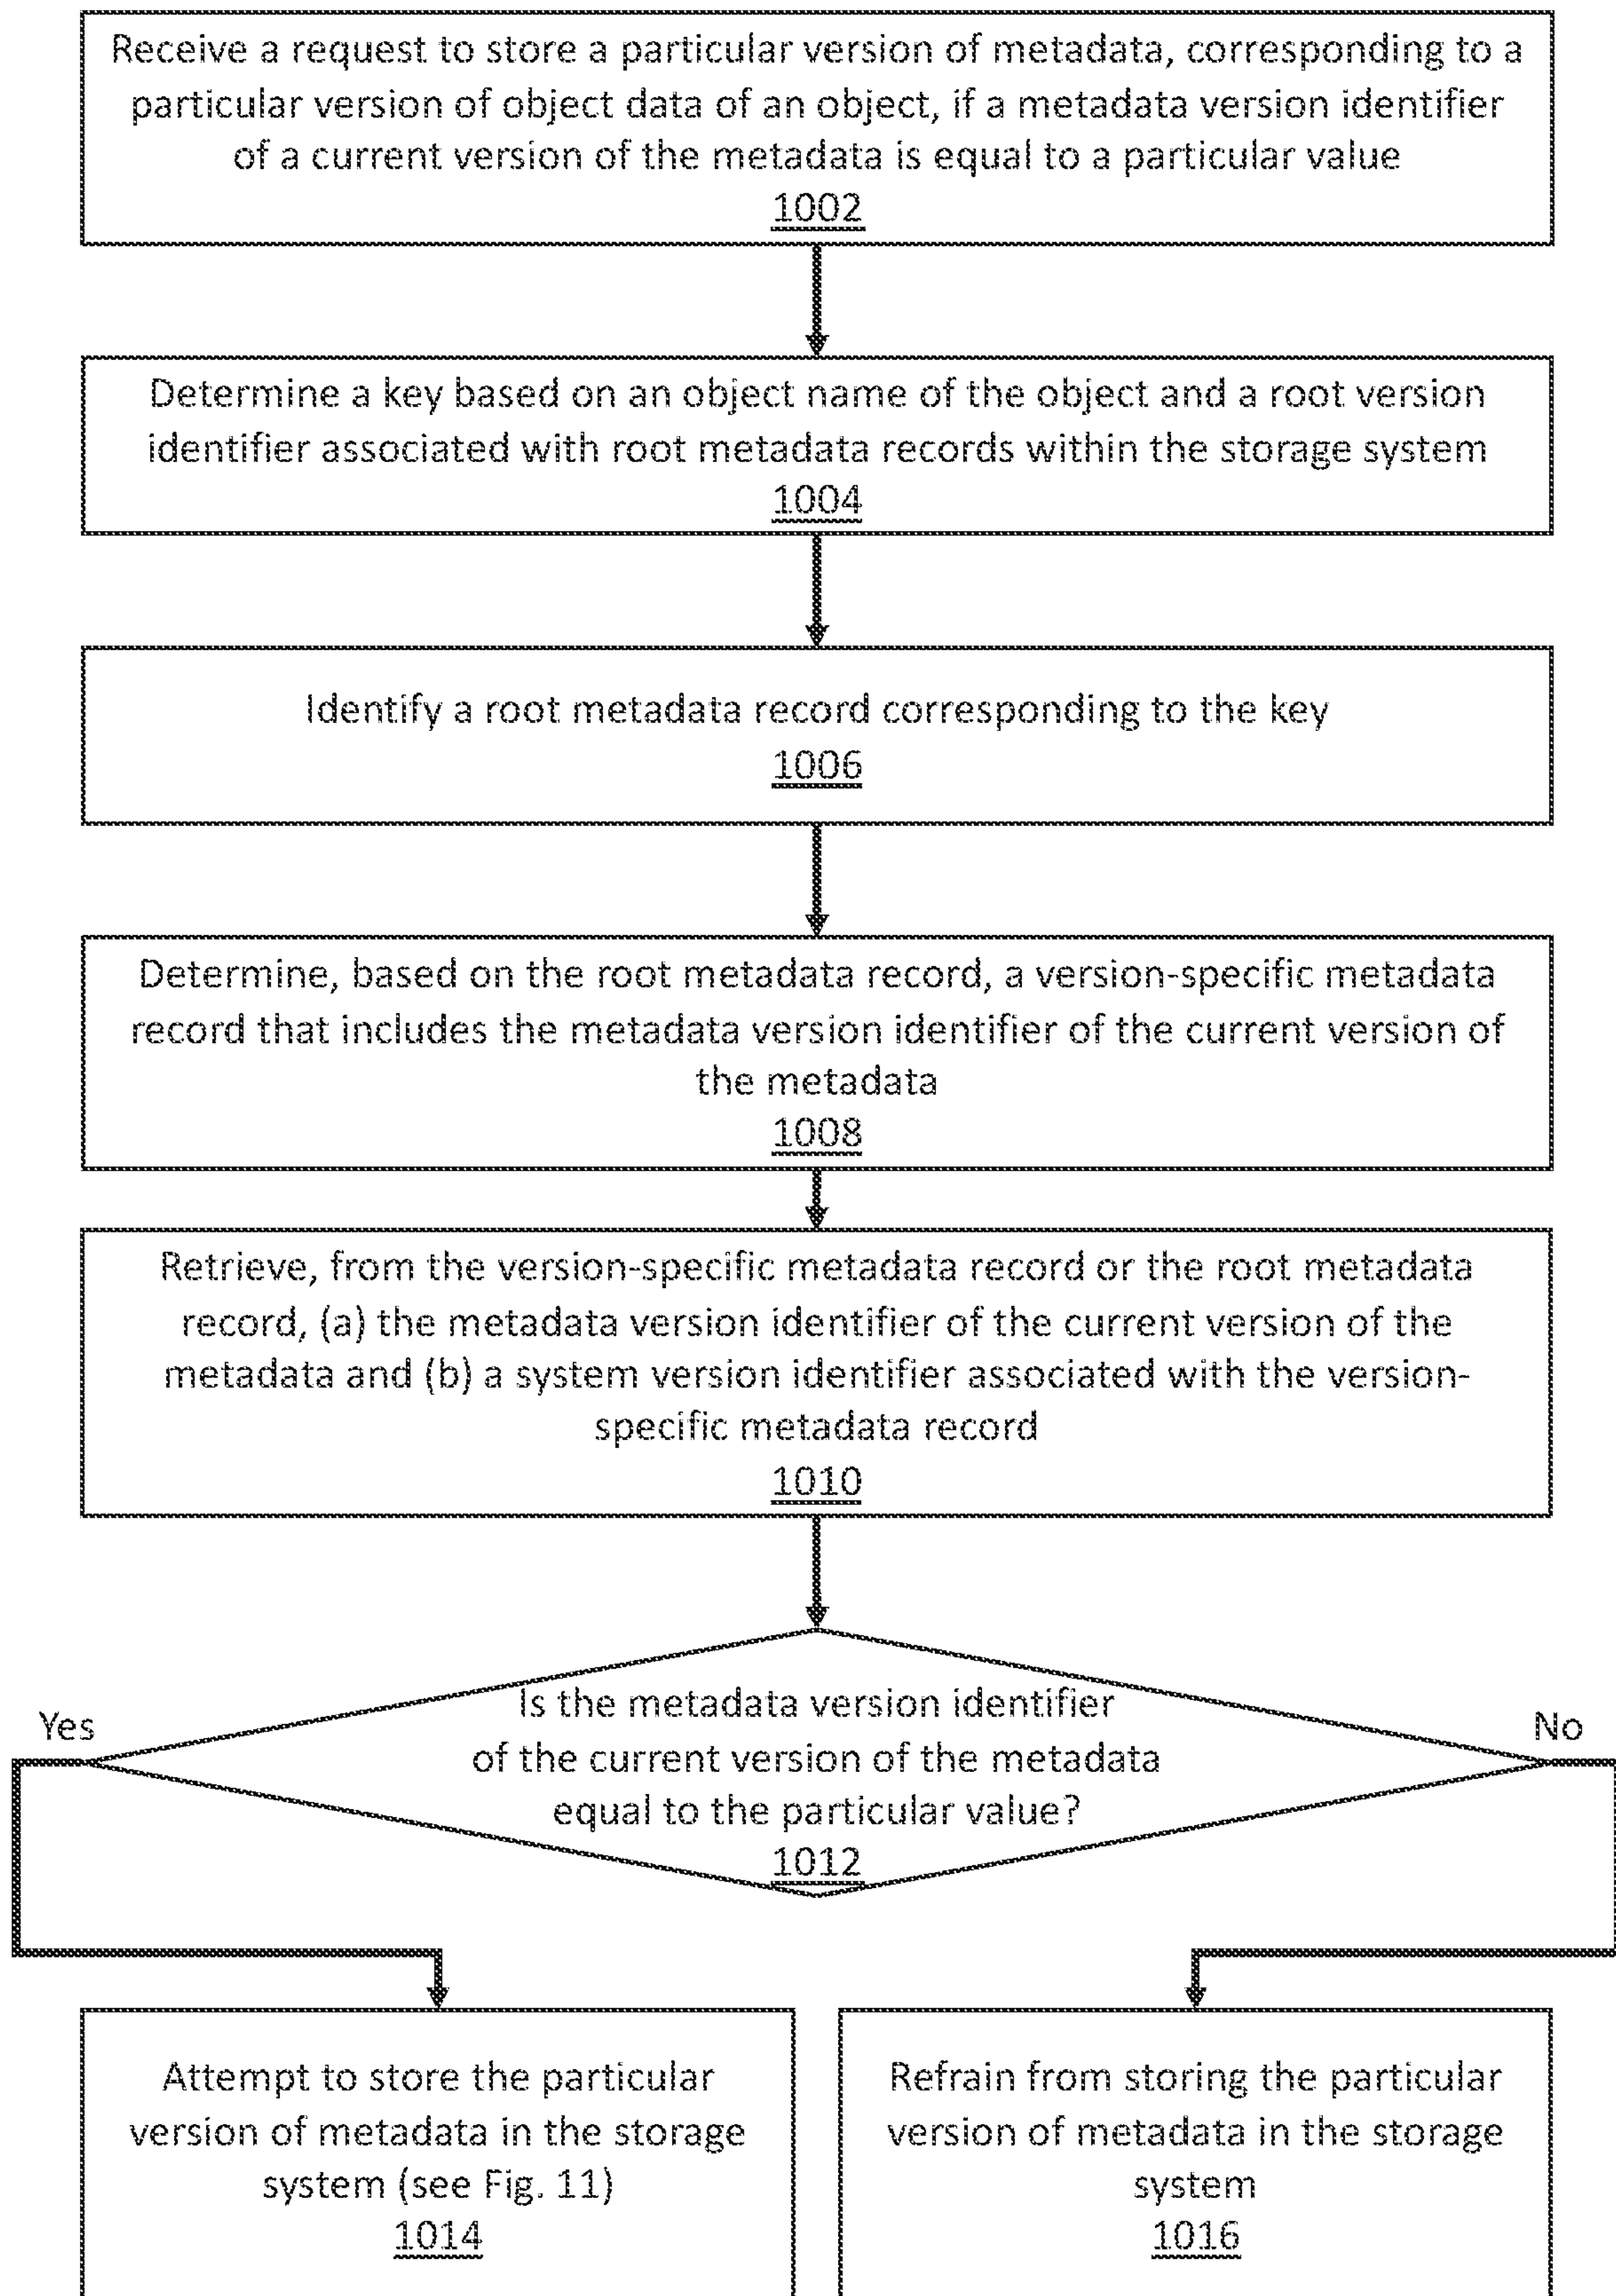 Receive a request to store a particular version of metadata, corresponding to a
particular version of object data of an object, if a metadata version identifier
of a current version of the metadata is equal to a particular value
1002
Determine a key based on an object name of the object and a root version
identifier associated with root metadata records within the storage system
1004
Identify a root metadata record corresponding to the key
1006
Determine, based on the root metadata record, a version-specific metadata
record that includes the metadata version identifier of the current version of
the metadata
1008
Retrieve, from the version-specific metadata record or the root metadata
record, (a) the metadata version identifier of the current version of the
metadata and (b) a system version identifier associated with the version-
specific metadata record
1010
Is the metadata version identifier
of the current version of the metadata
equal to the particular value?
1012
Yes
No
Attempt to store the particular
version of metadata in the storage
system (see Fig. 11)
1014
Refrain from storing the particular
version of metadata in the storage
system
1016